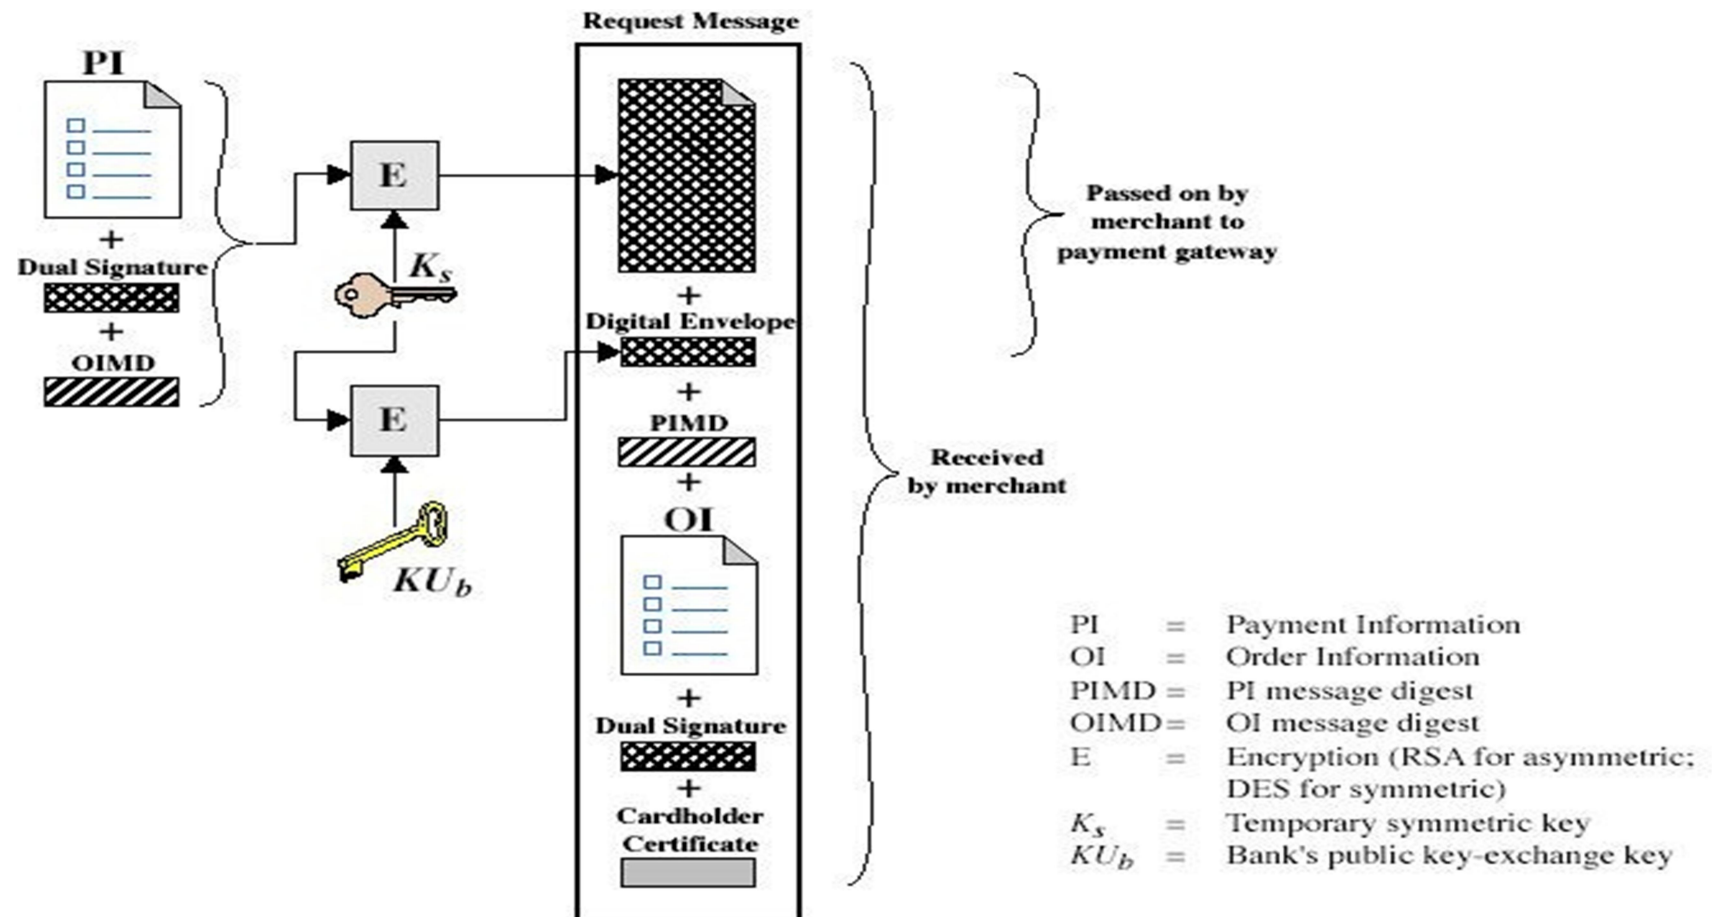 Request Message
PI
+
Dual Signature
+
OIMD
E
Ks
E
KUb
+
Digital Envelope
+
PIMD
+
OI
+
Dual Signature
+
Cardholder
Certificate
Passed on by
merchant to
payment gateway
Received
by merchant
PI = Payment Information
OI = Order Information
PIMD = PI message digest
OIMD = OI message digest
E = Encryption (RSA for asymmetric;
DES for symmetric)
Ks = Temporary symmetric key
KUb = Bank's public key-exchange key